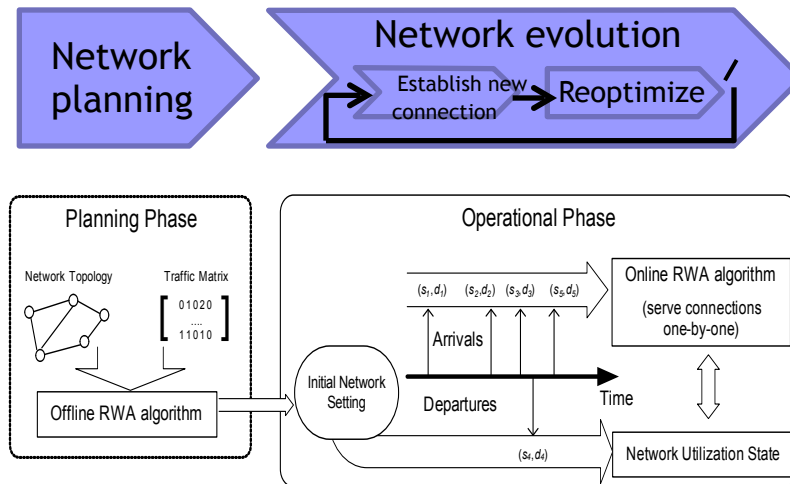 Network
planning
Network evolution
Establish new
connection
Reoptimize
Planning Phase
Network Topology
Traffic Matrix
01020
....
11010
Offline RWA algorithm
Operational Phase
Initial Network
Setting
(s1,d1)
(s2,d2)
(s3,d3)
(s5,d5)
Arrivals
Departures
Time
(s4,d4)
Online RWA algorithm
(serve connections
one-by-one)
Network Utilization State